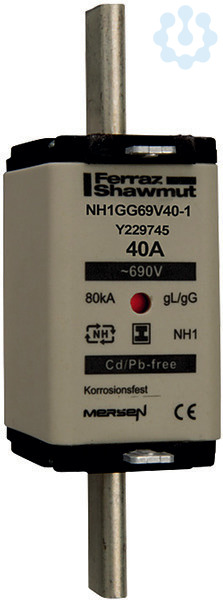 Ferraz
Shawmut
NH1GG69V40-1
Y229745
40A
~690V
80kA gL/gG
NH NH1
Cd/Pb-free
Korrosionsfest
MERSEN CE